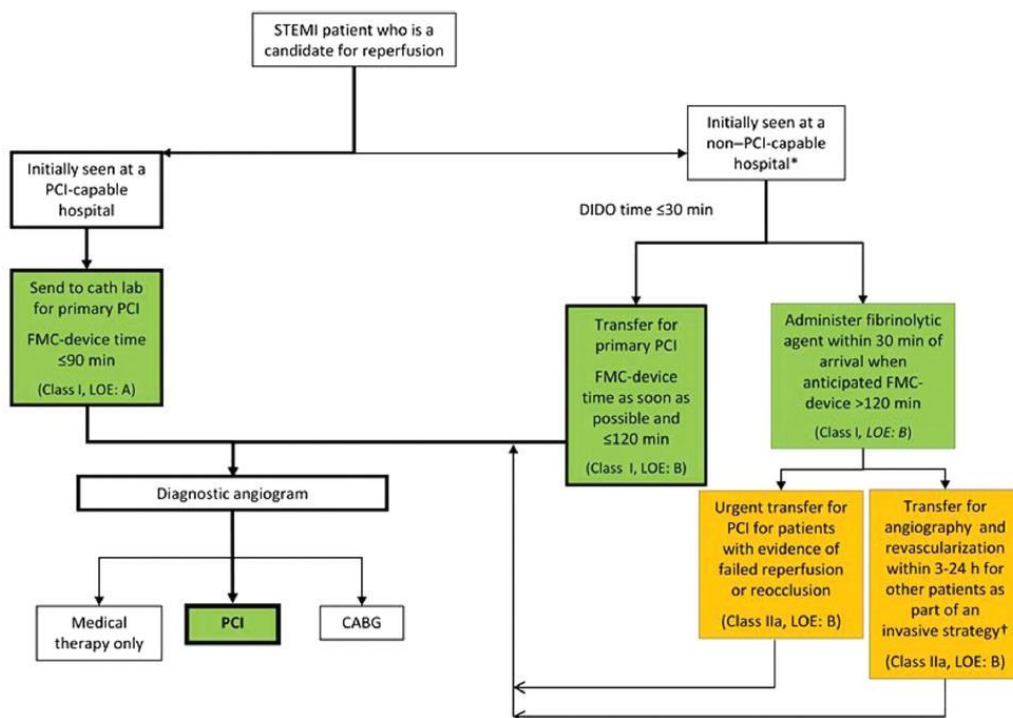 STEMI patient who is a
candidate for reperfusion
Initially seen at a
PCI-capable
hospital
Initially seen at a
non–PCI-capable
hospital*
DIDO time ≤30 min
Send to cath lab
for primary PCI
FMC-device time
≤90 min
(Class I, LOE: A)
Transfer for
primary PCI
FMC-device
time as soon as
possible and
≤120 min
(Class I, LOE: B)
Administer fibrinolytic
agent within 30 min of
arrival when
anticipated FMC-
device >120 min
(Class I, LOE: B)
Diagnostic angiogram
Medical
therapy only
PCI
CABG
Urgent transfer for
PCI for patients
with evidence of
failed reperfusion
or reocclusion
(Class IIa, LOE: B)
Transfer for
angiography and
revascularization
within 3-24 h for
other patients as
part of an
invasive strategy†
(Class IIa, LOE: B)